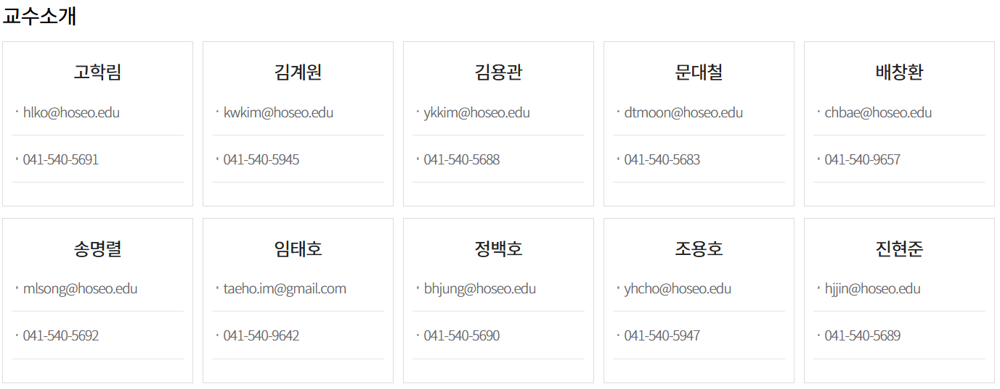 교수소개
고학림
· hlko@hoseo.edu
· 041-540-5691
김계원
· kwkim@hoseo.edu
· 041-540-5945
김용관
· ykkim@hoseo.edu
· 041-540-5688
문대철
· dtmoon@hoseo.edu
· 041-540-5683
배창환
· chbae@hoseo.edu
· 041-540-9657
송명렬
· mlsong@hoseo.edu
· 041-540-5692
임태호
· taeho.im@gmail.com
· 041-540-9642
정백호
· bhjung@hoseo.edu
· 041-540-5690
조용호
· yhcho@hoseo.edu
· 041-540-5947
진현준
· hjjin@hoseo.edu
· 041-540-5689